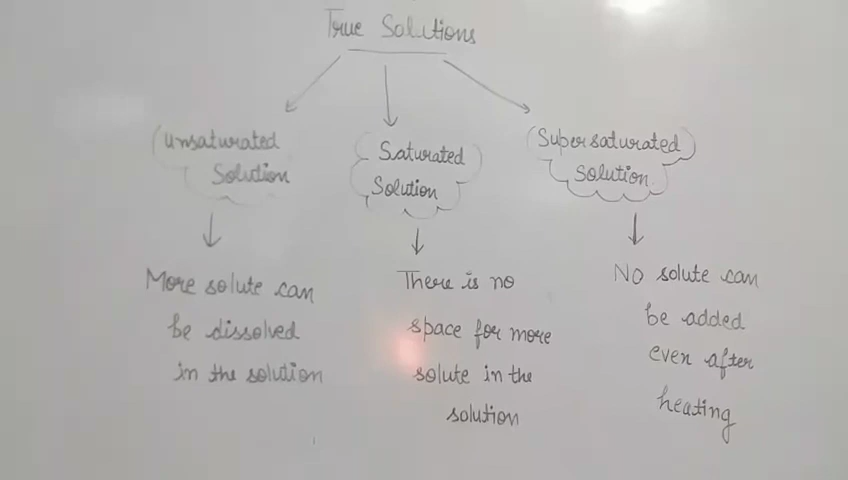 True Solutions
Unsaturated
Solution
More solute can
be dissolved
in the solution
Saturated
Solution
There is no
space for more
solute in the
solution
Supersaturated
Solution
No solute can
be added
even after
heating